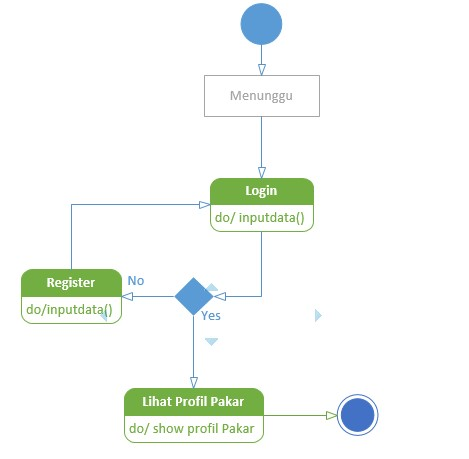 Menunggu
Login
do/ inputdata()
Register
do/inputdata()
No
Yes
Lihat Profil Pakar
do/ show profil Pakar